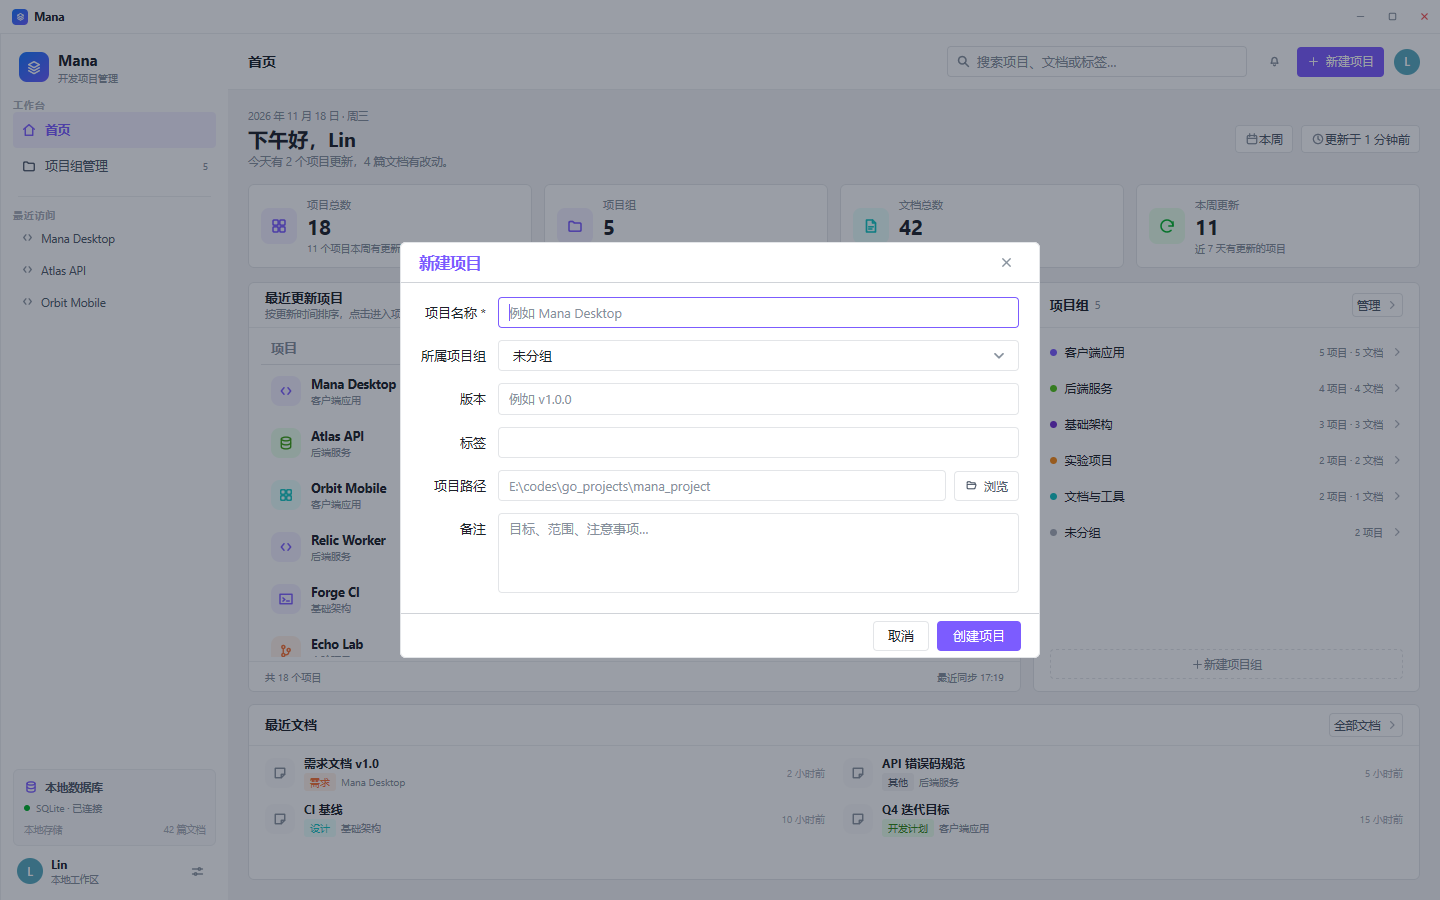 Mana
Mana
开发项目管理
工作台
首页
项目组管理
5
最近访问
Mana Desktop
Atlas API
Orbit Mobile
本地数据库
SQLite · 已连接
本地存储
42 篇文档
L
Lin
本地工作区
首页
搜索项目、文档或标签...
新建项目
L
2026 年 11 月 18 日 · 周三
下午好，Lin
今天有 2 个项目更新，4 篇文档有改动。
本周
更新于 1 分钟前
项目总数
18
11 个项目本周有更新
项目组
5
文档总数
42
本周更新
11
近 7 天有更新的项目
最近更新项目
按更新时间排序，点击进入项
项目
Mana Desktop
客户端应用
Atlas API
后端服务
Orbit Mobile
客户端应用
Relic Worker
后端服务
Forge CI
基础架构
Echo Lab
共 18 个项目
最近同步 17:19
新建项目
项目名称 *
例如 Mana Desktop
所属项目组
未分组
版本
例如 v1.0.0
标签
项目路径
E:\codes\go_projects\mana_project
浏览
备注
目标、范围、注意事项...
取消
创建项目
项目组 5
管理
客户端应用
5 项目 · 5 文档
后端服务
4 项目 · 4 文档
基础架构
3 项目 · 3 文档
实验项目
2 项目 · 2 文档
文档与工具
2 项目 · 1 文档
未分组
2 项目
新建项目组
最近文档
全部文档
需求文档 v1.0
需求 Mana Desktop
2 小时前
API 错误码规范
其他 后端服务
5 小时前
CI 基线
设计 基础架构
10 小时前
Q4 迭代目标
开发计划 客户端应用
15 小时前